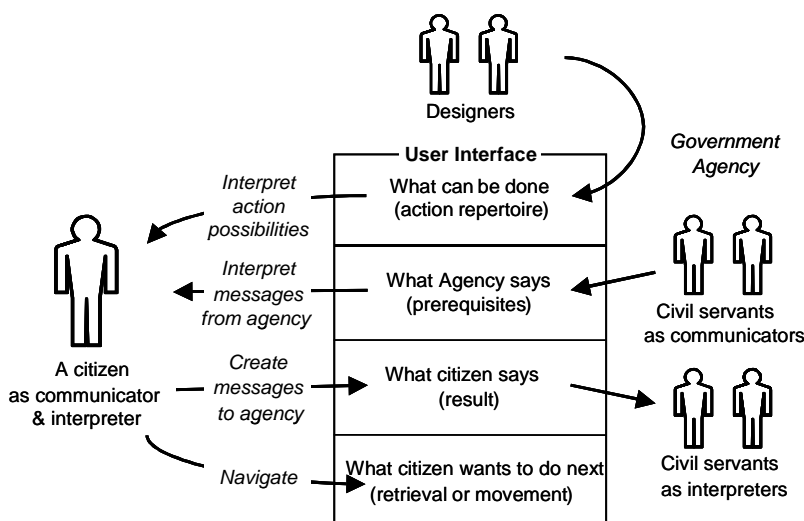 Designers
User Interface
Government
Agency
Interpret
action
possibilities
What can be done
(action repertoire)
Interpret
messages
from agency
What Agency says
(prerequisites)
Civil servants
as communicators
A citizen
as communicator
& interpreter
Create
messages
to agency
What citizen says
(result)
Civil servants
as interpreters
Navigate
What citizen wants to do next
(retrieval or movement)